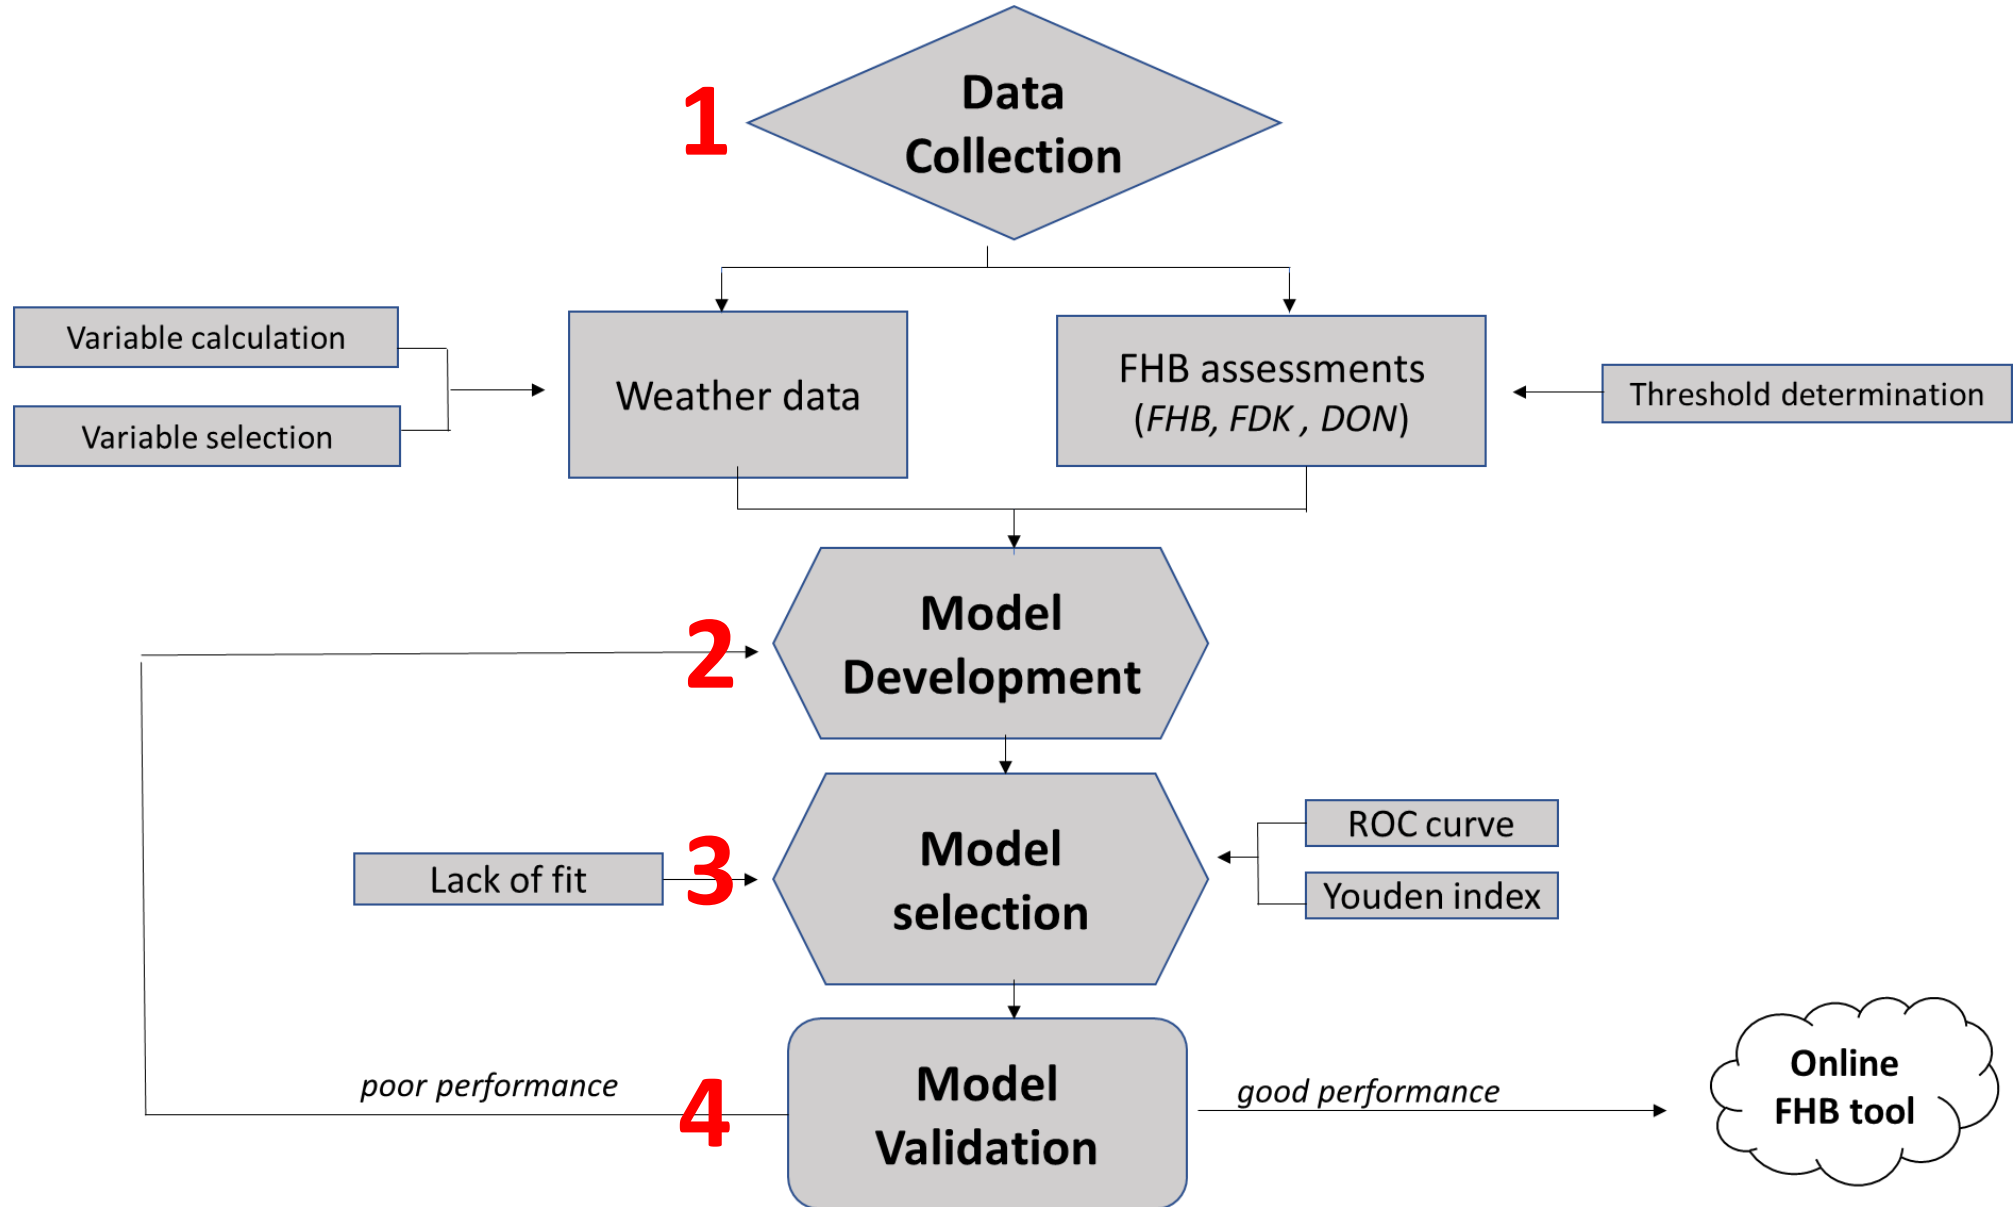 1
Data
Collection
Variable calculation
Variable selection
Weather data
FHB assessments
(FHB, FDK , DON)
Threshold determination
2
Model
Development
Lack of fit
3
Model
selection
ROC curve
Youden index
poor performance
4
Model
Validation
good performance
Online
FHB tool